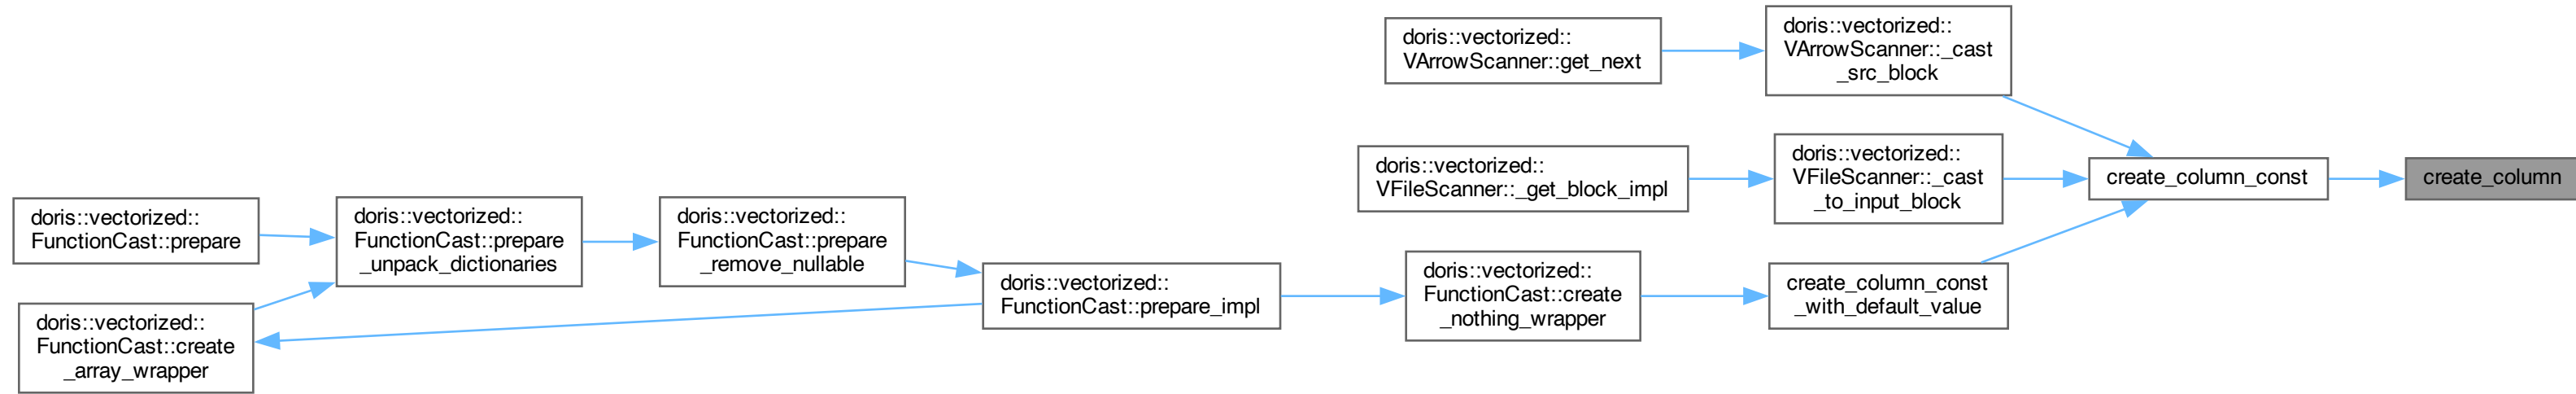 doris::vectorized::
VArrowScanner::get_next
doris::vectorized::
VArrowScanner::_cast
_src_block
doris::vectorized::
VFileScanner::_get_block_impl
doris::vectorized::
VFileScanner::_cast
_to_input_block
create_column_const
create_column
doris::vectorized::
FunctionCast::prepare
doris::vectorized::
FunctionCast::prepare
_unpack_dictionaries
doris::vectorized::
FunctionCast::prepare
_remove_nullable
doris::vectorized::
FunctionCast::prepare_impl
doris::vectorized::
FunctionCast::create
_nothing_wrapper
create_column_const
_with_default_value
doris::vectorized::
FunctionCast::create
_array_wrapper